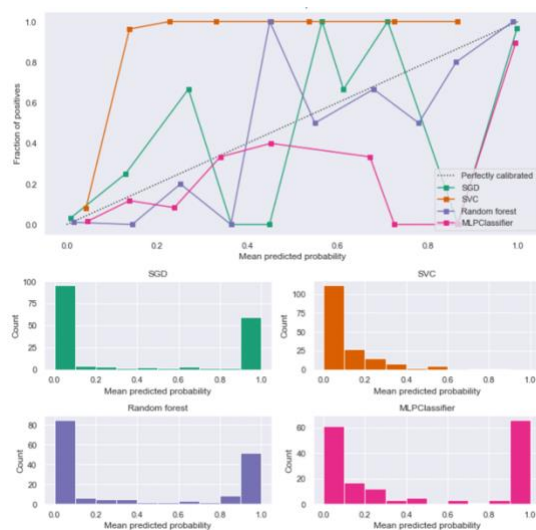 1.0
0.8
0.6
0.4
0.2
0.0
Fraction of positives
0.0 0.2 0.4 0.6 0.8 1.0
Mean predicted probability
Perfectly calibrated
SGD
SVC
Random forest
MLPClassifier
SGD
100
75
50
25
0
Count
0.0 0.2 0.4 0.6 0.8 1.0
Mean predicted probability
SVC
100
75
50
25
0
Count
0.0 0.2 0.4 0.6 0.8 1.0
Mean predicted probability
Random forest
80
60
40
20
0
Count
0.0 0.2 0.4 0.6 0.8 1.0
Mean predicted probability
MLPClassifier
60
40
20
0
Count
0.0 0.2 0.4 0.6 0.8 1.0
Mean predicted probability